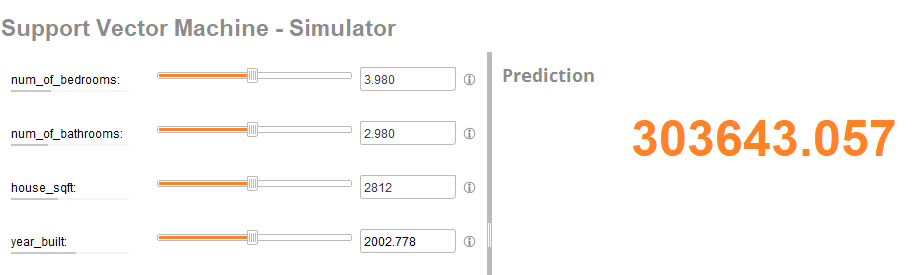 Support Vector Machine - Simulator
num_of_bedrooms: 3.980
num_of_bathrooms: 2.980
house_sqft: 2812
year_built: 2002.778
Prediction
303643.057